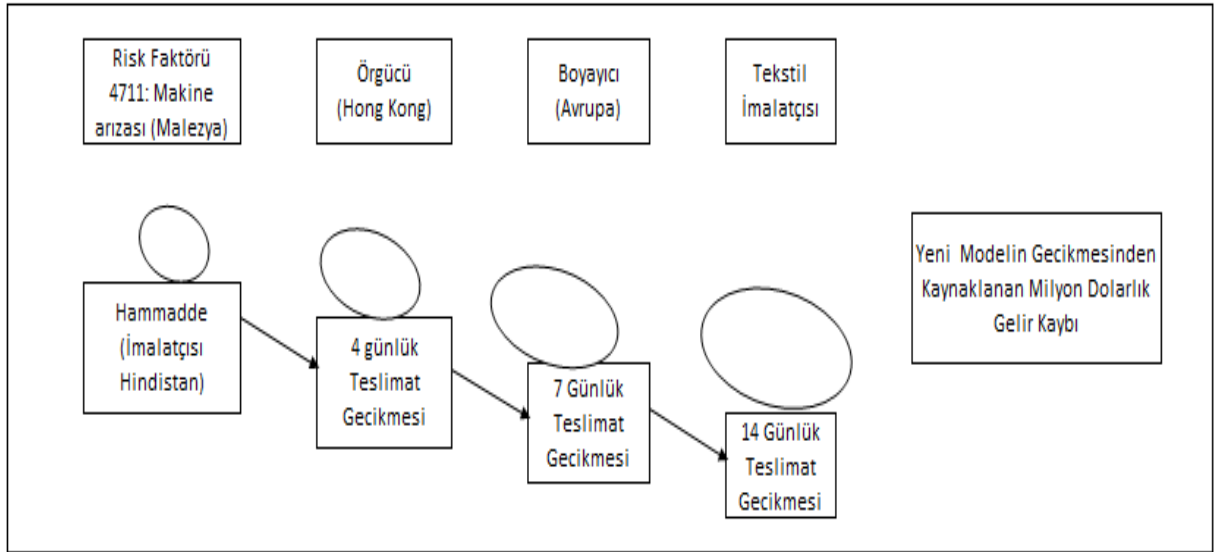 Risk Faktörü
4711: Makine
arızası (Malezya)
Örgücü
(Hong Kong)
Boyayıcı
(Avrupa)
Tekstil
İmalatçısı
Hammadde
(İmalatçısı
Hindistan)
4 günlük
Teslimat
Gecikmesi
7 Günlük
Teslimat
Gecikmesi
14 Günlük
Teslimat
Gecikmesi
Yeni Modelin Gecikmesinden
Kaynaklanan Milyon Dolarlık
Gelir Kaybı